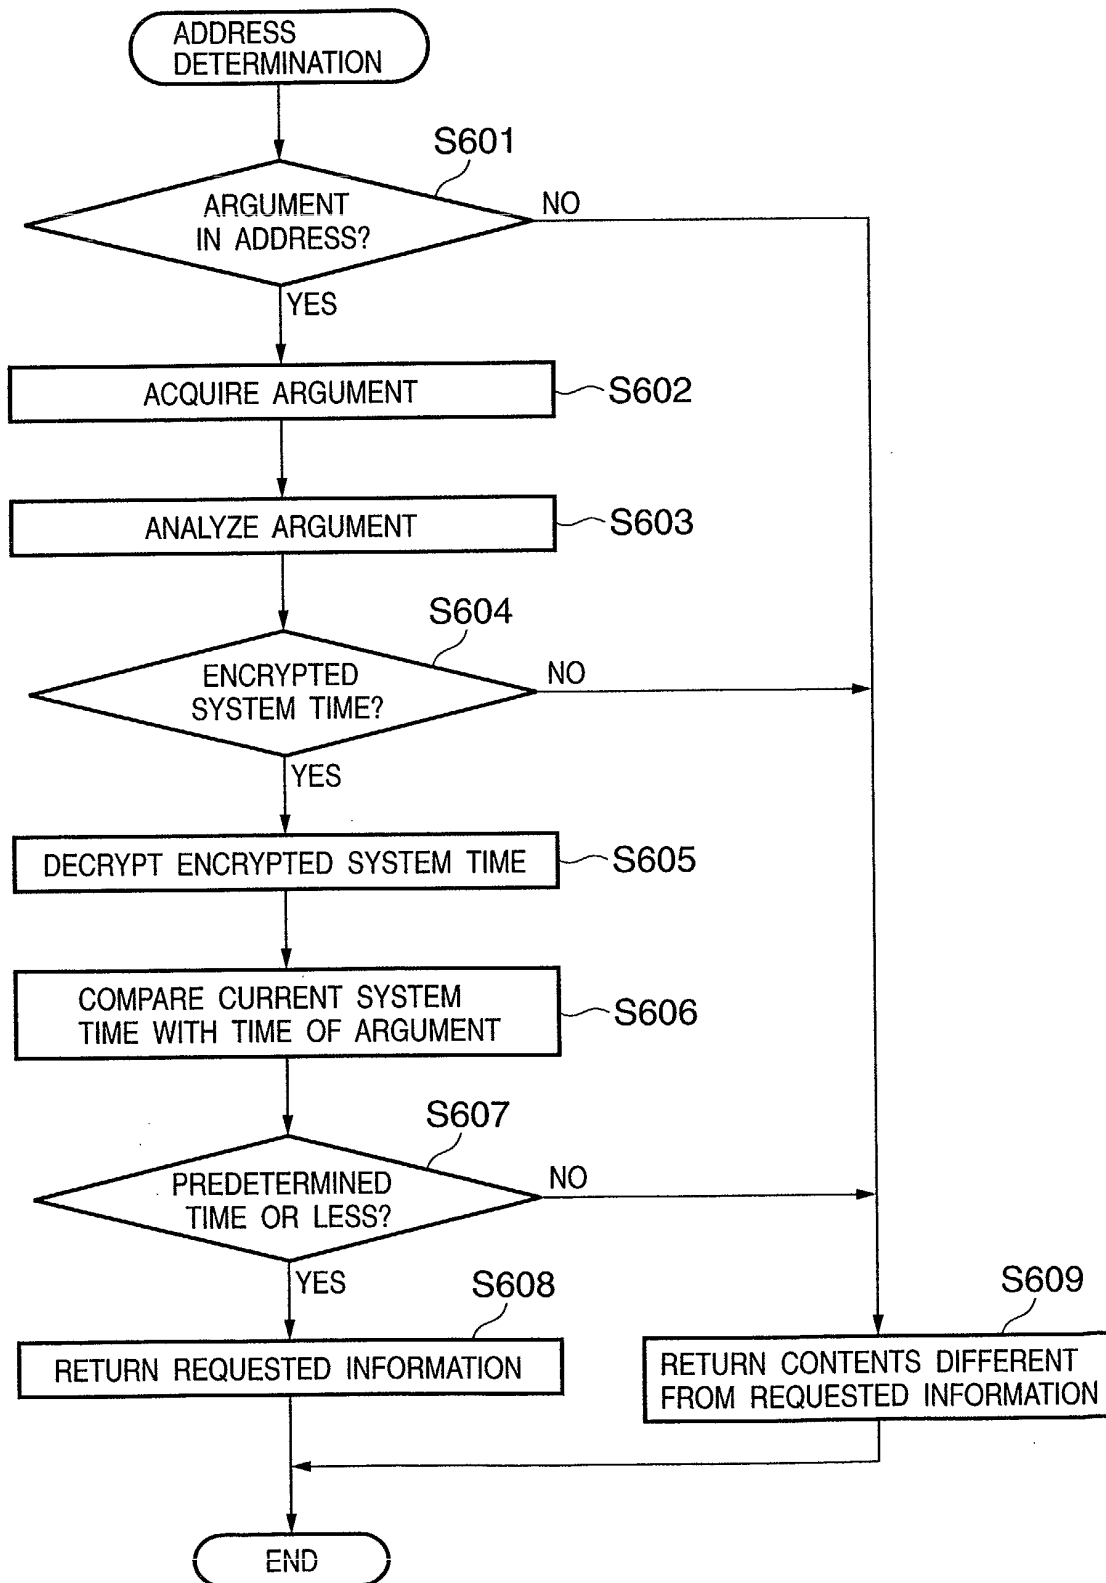 ADDRESS
DETERMINATION
S601
ARGUMENT
IN ADDRESS?
NO
YES
ACQUIRE ARGUMENT
S602
ANALYZE ARGUMENT
S603
S604
ENCRYPTED
SYSTEM TIME?
NO
YES
DECRYPT ENCRYPTED SYSTEM TIME
S605
COMPARE CURRENT SYSTEM
TIME WITH TIME OF ARGUMENT
S606
S607
PREDETERMINED
TIME OR LESS?
NO
YES
S608
RETURN REQUESTED INFORMATION
S609
RETURN CONTENTS DIFFERENT
FROM REQUESTED INFORMATION
END